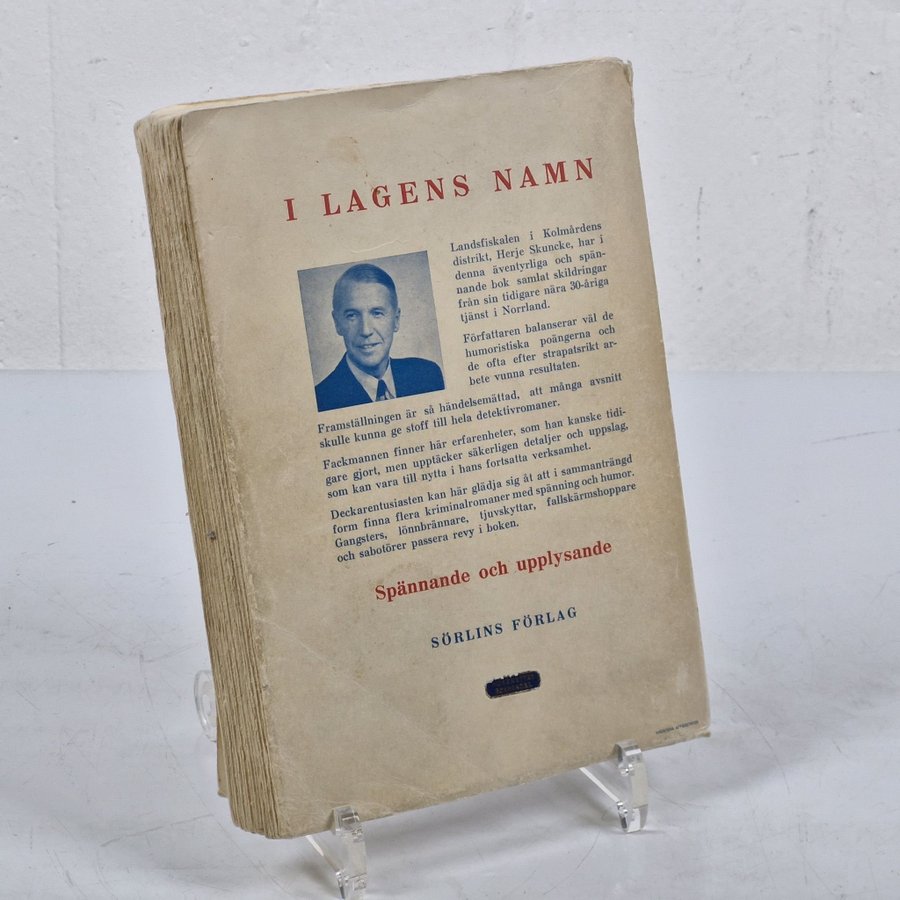 I LAGENS NAMN
Landsfiskalen i Kolmårdens
distrikt, Herje Skuncke, har i
denna äventyrliga och spän-
nande bok samlat skildringar
från sin tidigare nära 30-åriga
tjänst i Norrland.
Författaren balanserar väl de
humoristiska poängerna och
de ofta efter strapatsrikt ar-
bete vunna resultaten.
Framställningen är så händelsemättad, att många avsnitt
skulle kunna ge stoff till hela detektivromaner.
Fackmannen finner här erfarenheter, som han kanske tidi-
gare gjort, men upptäcker säkerligen detaljer och uppslag,
som kan vara till nytta i hans fortsatta verksamhet.
Deckarentusiasten kan här glädja sig åt att i sammanträngd
form finna flera kriminalromaner med spänning och humor.
Gangsters, lönnbrännare, tjuvskyttar, fallskärmshoppare
och sabotörer passera revy i boken.
Spännande och upplysande
SÖRLINS FÖRLAG